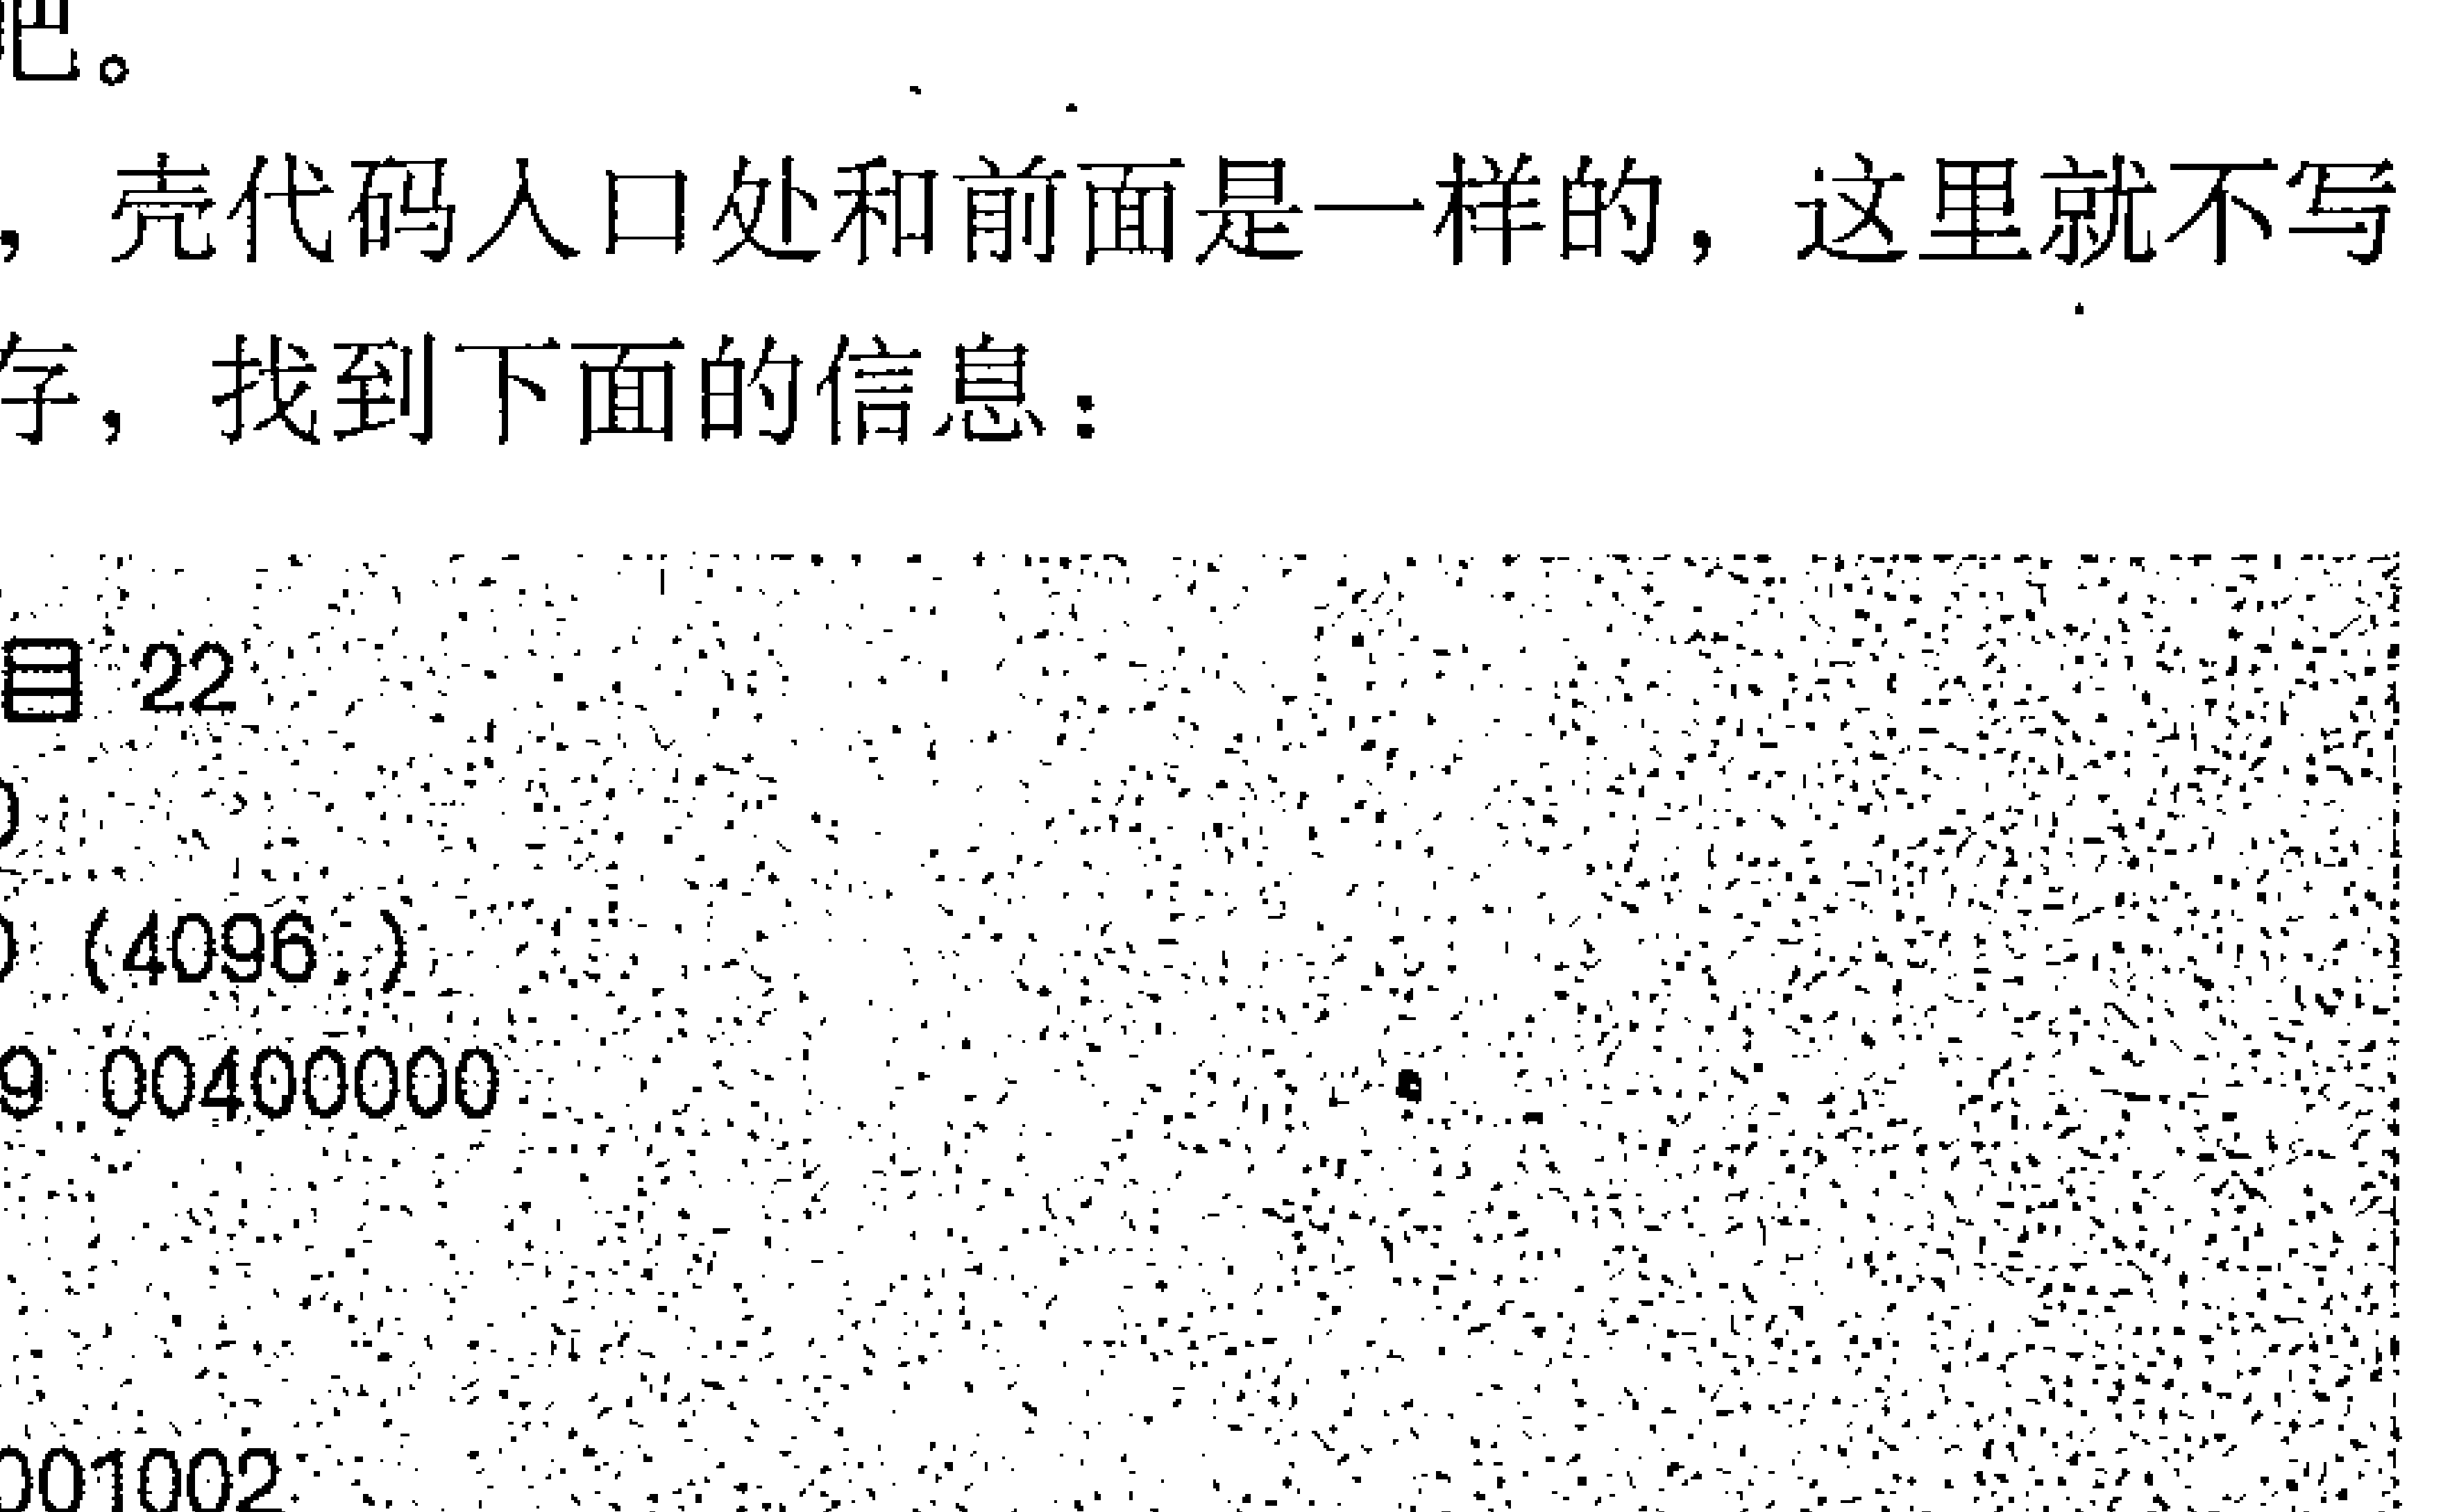 吧。
，壳代码入口处和前面是一样的，这里就不写
存，找到下面的信息：
目 22
0
0 (4096.)
9 00400000
001002